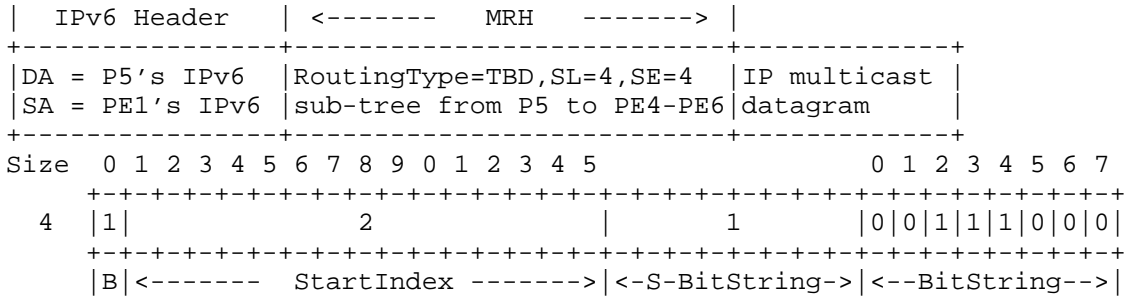 |  IPv6 Header   | <-------   MRH   -------> |
+----------------+---------------------------+--------------+
|DA = P5's IPv6  |RoutingType=TBD,SL=4,SE=4  |IP multicast  |
|SA = PE1's IPv6 |sub-tree from P5 to PE4-PE6|datagram      |
+----------------+---------------------------+--------------+
Size  0 1 2 3 4 5 6 7 8 9 0 1 2 3 4 5                 0 1 2 3 4 5 6 7
     +-+-+-+-+-+-+-+-+-+-+-+-+-+-+-+-+-+-+-+-+-+-+-+-+-+-+-+-+-+-+-+
  4  |1|              2              |       1       |0|0|1|1|1|0|0|0|
     +-+-+-+-+-+-+-+-+-+-+-+-+-+-+-+-+-+-+-+-+-+-+-+-+-+-+-+-+-+-+-+
     |B|<-------  StartIndex ------->|<-S-BitString->|<--BitString-->|